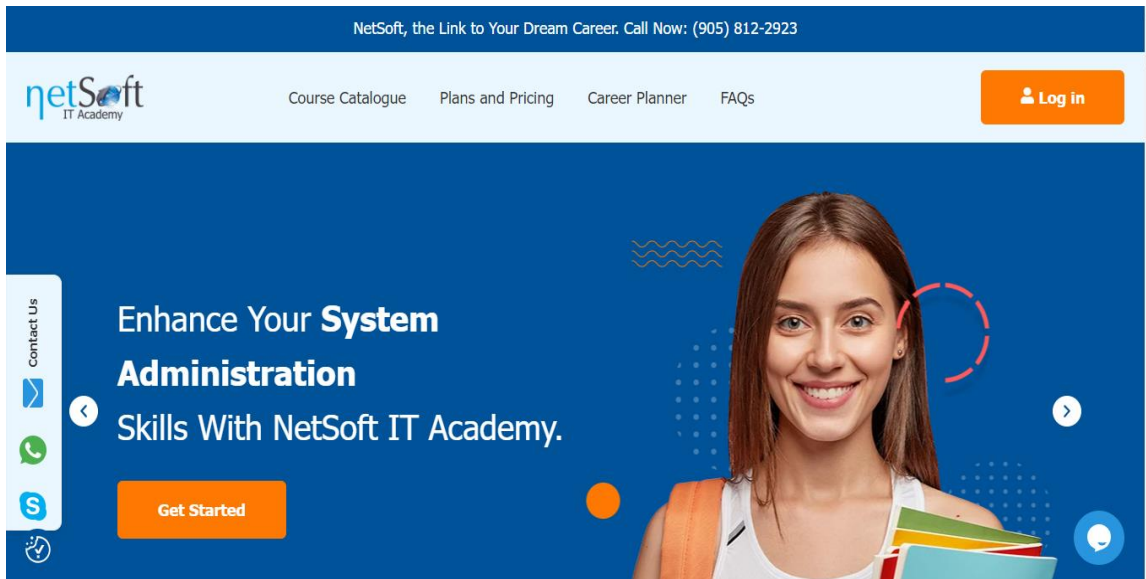 NetSoft, the Link to Your Dream Career. Call Now: (905) 812-2923
netSoft
IT Academy
Course Catalogue
Plans and Pricing
Career Planner
FAQs
Log in
Contact Us
Enhance Your System
Administration
Skills With NetSoft IT Academy.
Get Started